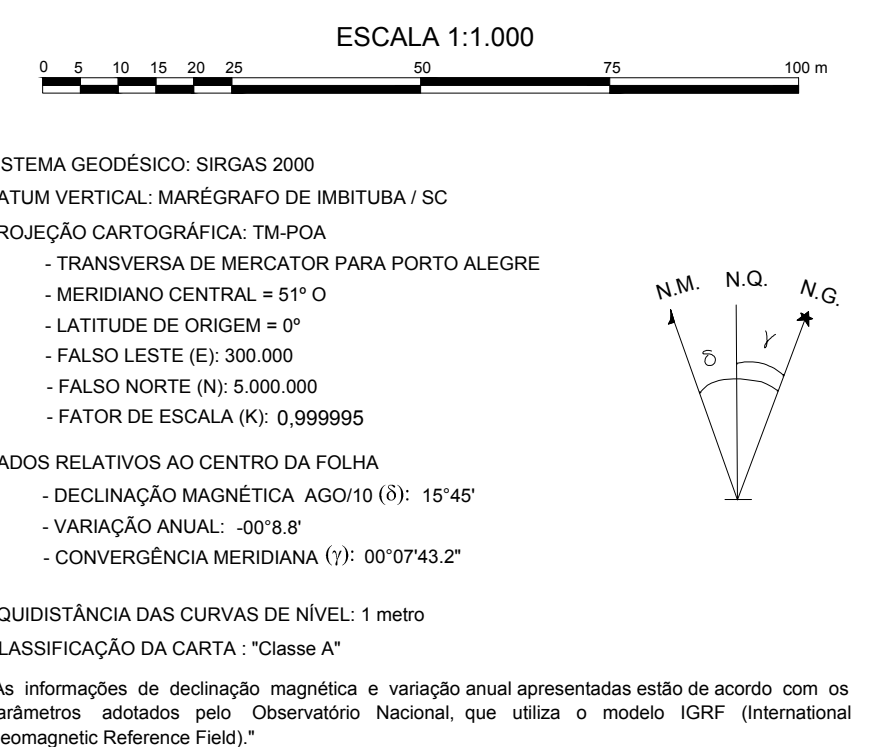 ESCALA 1:1.000
0 5 10 15 20 25 50 75 100 m
ISTEMA GEODÉSICO: SIRGAS 2000
ATUM VERTICAL: MARÉGRAFO DE IMBITUBA / SC
ROJEÇÃO CARTOGRÁFICA: TM-POA
- TRANSVERSA DE MERCATOR PARA PORTO ALEGRE
- MERIDIANO CENTRAL = 51º O
- LATITUDE DE ORIGEM = 0º
- FALSO LESTE (E): 300.000
- FALSO NORTE (N): 5.000.000
- FATOR DE ESCALA (K): 0,999995
N.M. N.Q. N.G.
δ γ
ADOS RELATIVOS AO CENTRO DA FOLHA
- DECLINAÇÃO MAGNÉTICA AGO/10 (δ): 15°45'
- VARIAÇÃO ANUAL: -00°8.8'
- CONVERGÊNCIA MERIDIANA (γ): 00°07'43.2"
QUIDISTÂNCIA DAS CURVAS DE NÍVEL: 1 metro
LASSIFICAÇÃO DA CARTA : "Classe A"
As informações de declinação magnética e variação anual apresentadas estão de acordo com os
arâmetros adotados pelo Observatório Nacional, que utiliza o modelo IGRF (International
eomagnetic Reference Field)."